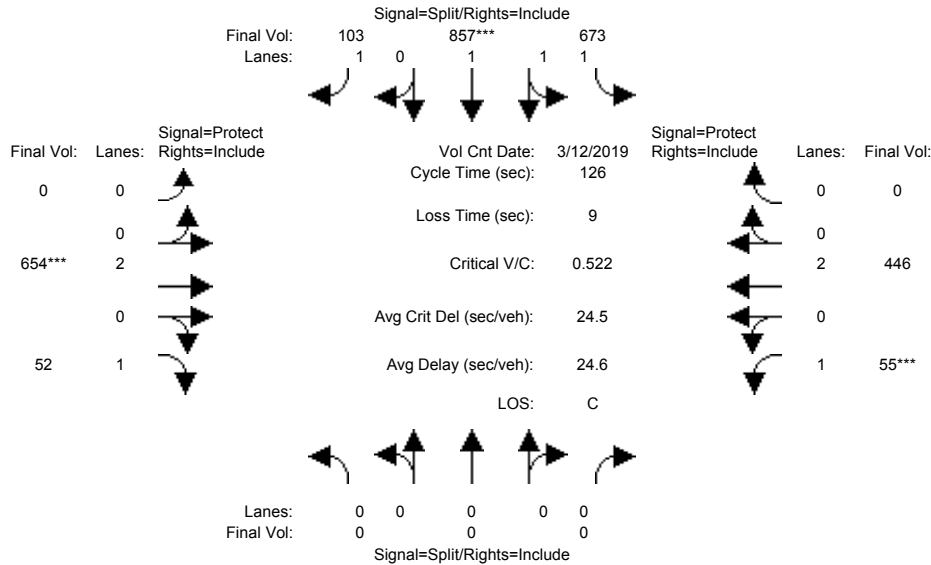 Signal=Split/Rights=Include
Final Vol: 103 857*** 673
Lanes: 1 0 1 1 1
Signal=Protect Signal=Protect
Final Vol: Lanes: Rights=Include Vol Cnt Date: 3/12/2019 Rights=Include Lanes: Final Vol:
Cycle Time (sec): 126
0 0 0 0
Loss Time (sec): 9
0 0
654*** 2 Critical V/C: 0.522 2 446
0 Avg Crit Del (sec/veh): 24.5 0
52 1 Avg Delay (sec/veh): 24.6 1 55***
LOS: C
Lanes: 0 0 0 0 0
Final Vol: 0 0 0
Signal=Split/Rights=Include